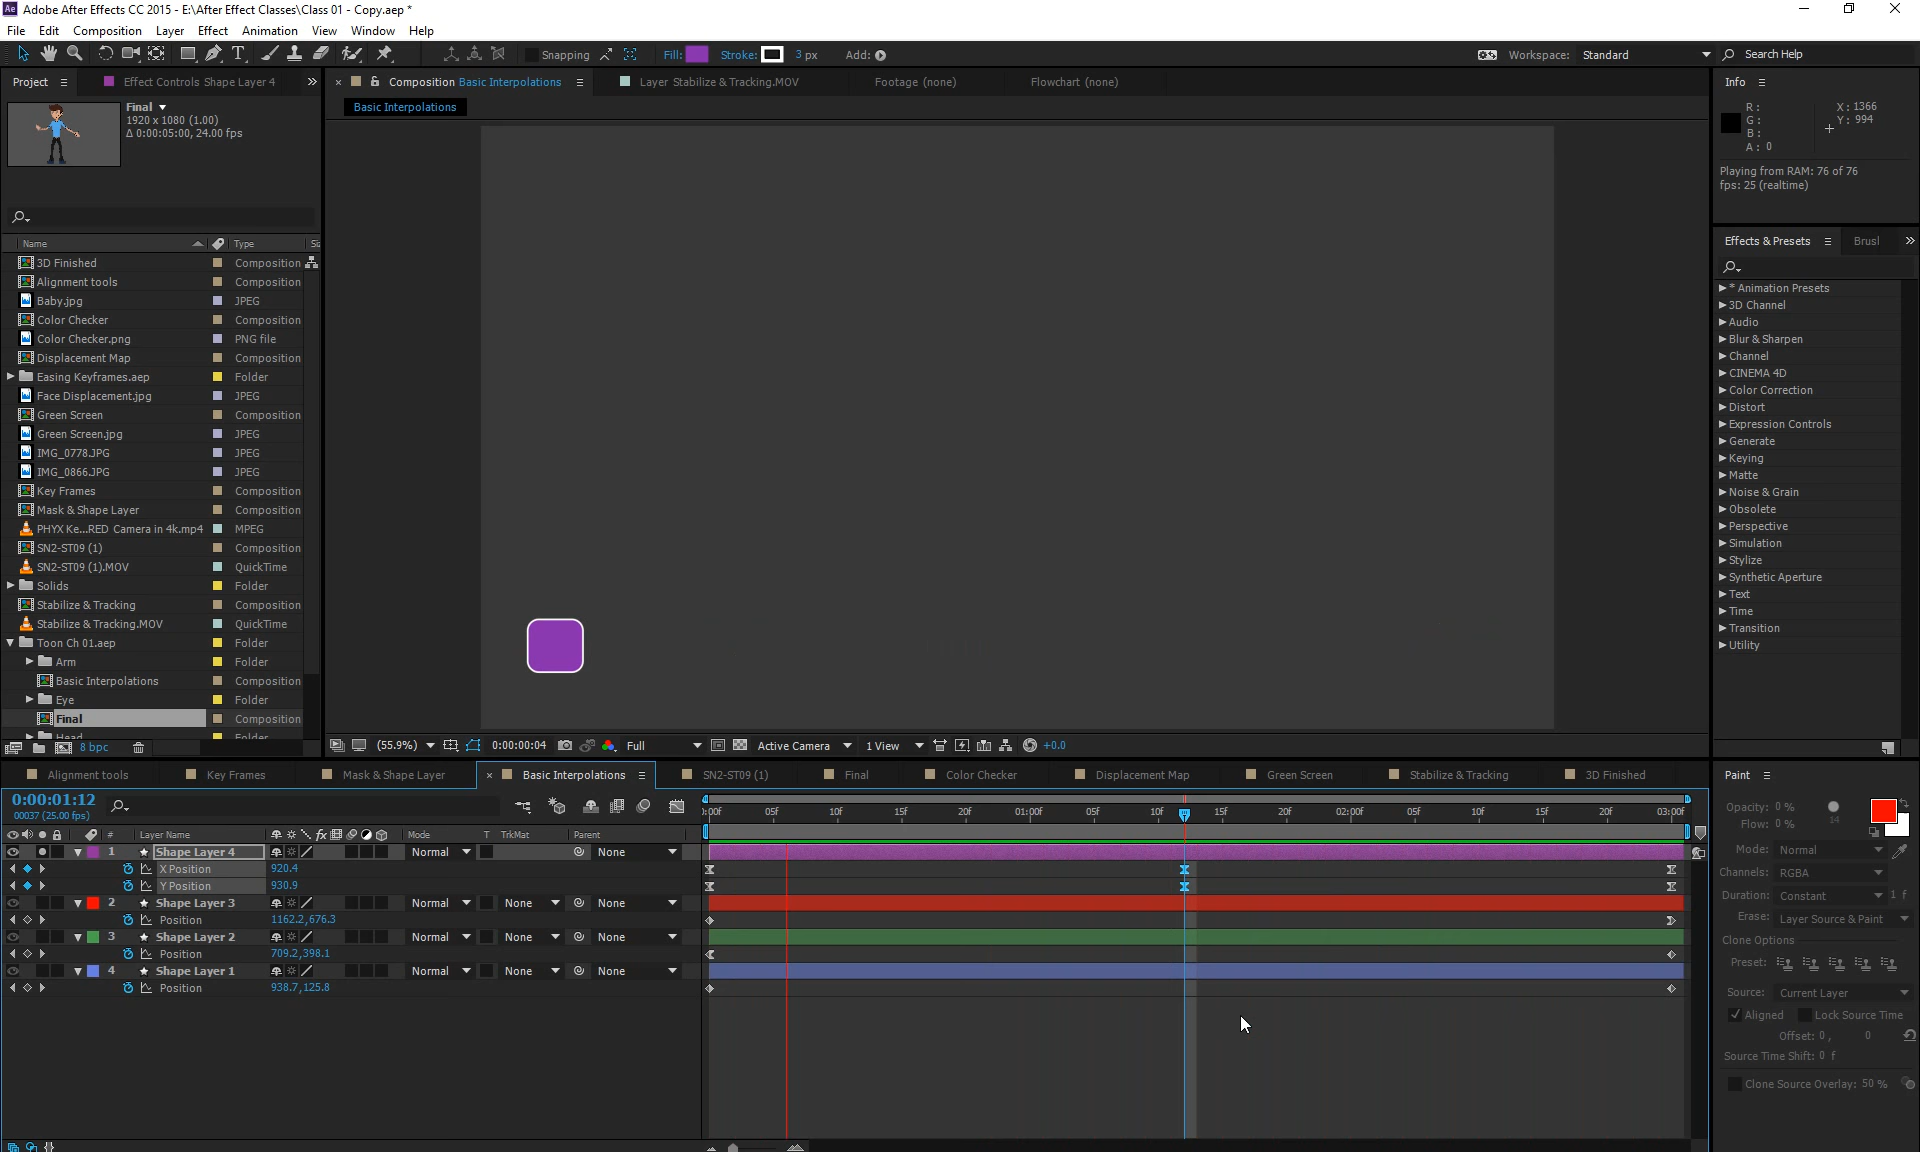 Adobe After Effects CC 2015 - E:\After Effect Classes\Class 01 - Copy.aep *
File Edit Composition Layer Effect Animation View Window Help
Snapping Fill: Stroke: 3 px Add: Workspace: Standard Search Help
Project Effect Controls Shape Layer 4
Composition Basic Interpolations Layer Stabilize & Tracking.MOV Footage (none) Flowchart (none)
Basic Interpolations
Final
1920 x 1080 (1.00)
Δ 0:00:05:00, 24.00 fps
Info
R:
G:
B:
A: 0
X: 1366
Y: 994
Playing from RAM: 76 of 76
fps: 25 (realtime)
Name Type
3D Finished Composition
Alignment tools Composition
Baby.jpg JPEG
Color Checker Composition
Color Checker.png PNG file
Displacement Map Composition
Easing Keyframes.aep Folder
Face Displacement.jpg JPEG
Green Screen Composition
Green Screen.jpg JPEG
IMG_0778.JPG JPEG
IMG_0866.JPG JPEG
Key Frames Composition
Mask & Shape Layer Composition
PHYX Ke...RED Camera in 4k.mp4 MPEG
SN2-ST09 (1) Composition
SN2-ST09 (1).MOV QuickTime
Solids Folder
Stabilize & Tracking Composition
Stabilize & Tracking.MOV QuickTime
Toon Ch 01.aep Folder
Arm Folder
Basic Interpolations Composition
Eye Folder
Final Composition
Head Folder
8 bpc
Effects & Presets Brusl
* Animation Presets
3D Channel
Audio
Blur & Sharpen
Channel
CINEMA 4D
Color Correction
Distort
Expression Controls
Generate
Keying
Matte
Noise & Grain
Obsolete
Perspective
Simulation
Stylize
Synthetic Aperture
Text
Time
Transition
Utility
(55.9%) 0:00:00:04 Full Active Camera 1 View +0.0
Alignment tools Key Frames Mask & Shape Layer Basic Interpolations SN2-ST09 (1) Final Color Checker Displacement Map Green Screen Stabilize & Tracking 3D Finished
0:00:01:12
00037 (25.00 fps)
:00f 05f 10f 15f 20f 01:00f 05f 10f 15f 20f 02:00f 05f 10f 15f 20f 03:00f
# Layer Name Mode T TrkMat Parent
1 Shape Layer 4 Normal None
X Position 920.4
Y Position 930.9
2 Shape Layer 3 Normal None None
Position 1162.2,676.3
3 Shape Layer 2 Normal None None
Position 709.2,398.1
4 Shape Layer 1 Normal None None
Position 938.7,125.8
Paint
Opacity: 0 %
Flow: 0 %
14
Mode: Normal
Channels: RGBA
Duration: Constant 1 f
Erase: Layer Source & Paint
Clone Options
Preset:
Source: Current Layer
Aligned Lock Source Time
Offset: 0 , 0
Source Time Shift: 0 f
Clone Source Overlay: 50 %